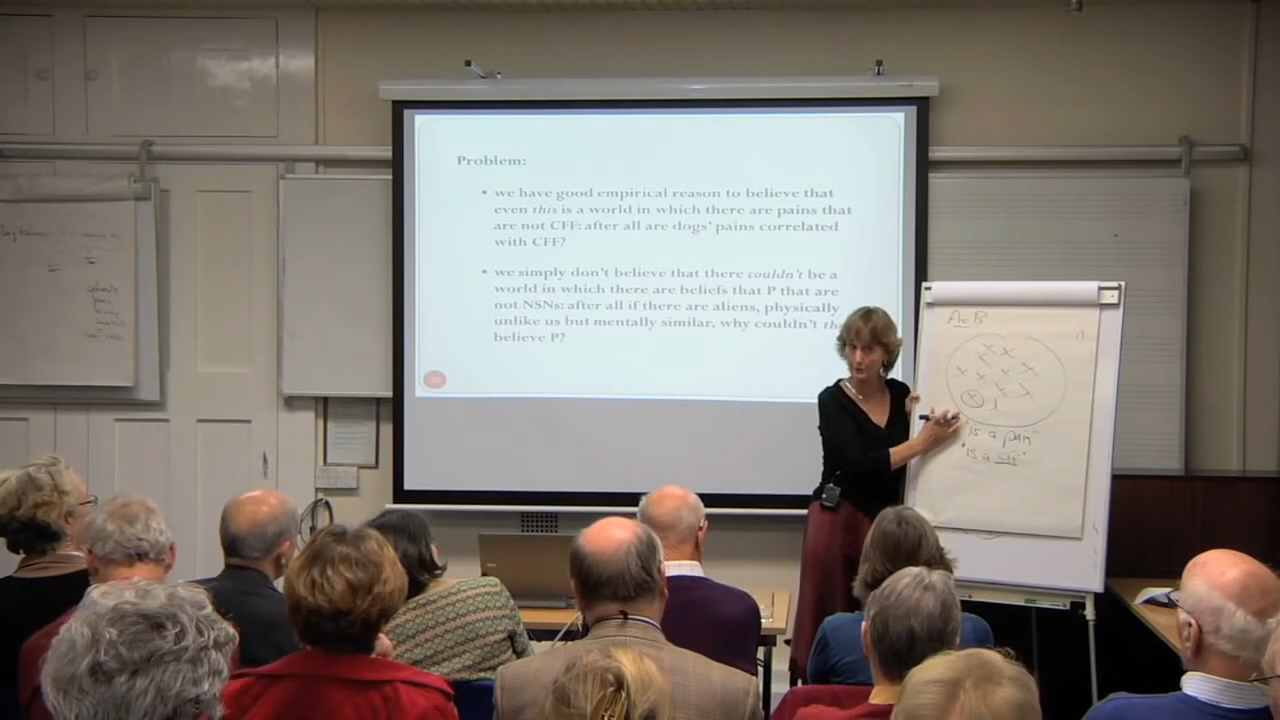 Problem:
• we have good empirical reason to believe that
even this is a world in which there are pains that
are not CFF: after all are dogs' pains correlated
with CFF?
• we simply don't believe that there couldn't be a
world in which there are beliefs that P that are
not NSNs: after all if there are aliens, physically
unlike us but mentally similar, why couldn't
believe P?
A=B
"is a pain"
"is a CFF"